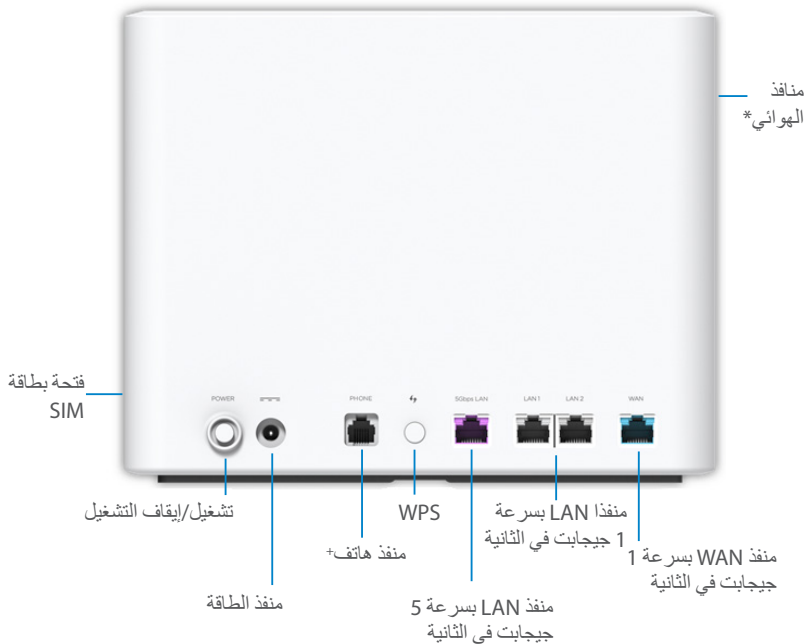 منافذ
الهوائي*
فتحة بطاقة
SIM
POWER
PHONE
5Gbps LAN
LAN 1
LAN 2
WAN
تشغيل/إيقاف التشغيل
منفذ الطاقة
منفذ هاتف+
WPS
منفذ LAN بسرعة 5
جيجابت في الثانية
منفذا LAN بسرعة
1 جيجابت في الثانية
منفذ WAN بسرعة 1
جيجابت في الثانية